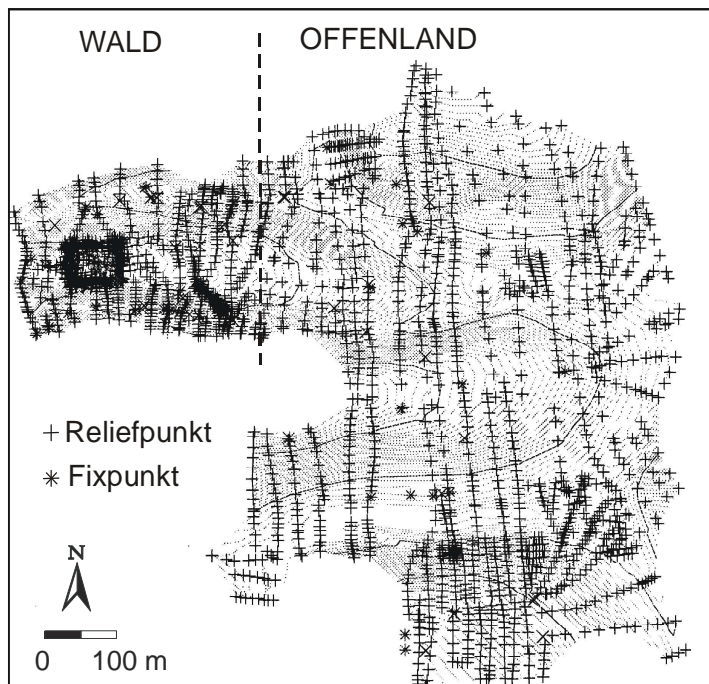 WALD OFFENLAND
+ Reliefpunkt
* Fixpunkt
N
0 100 m